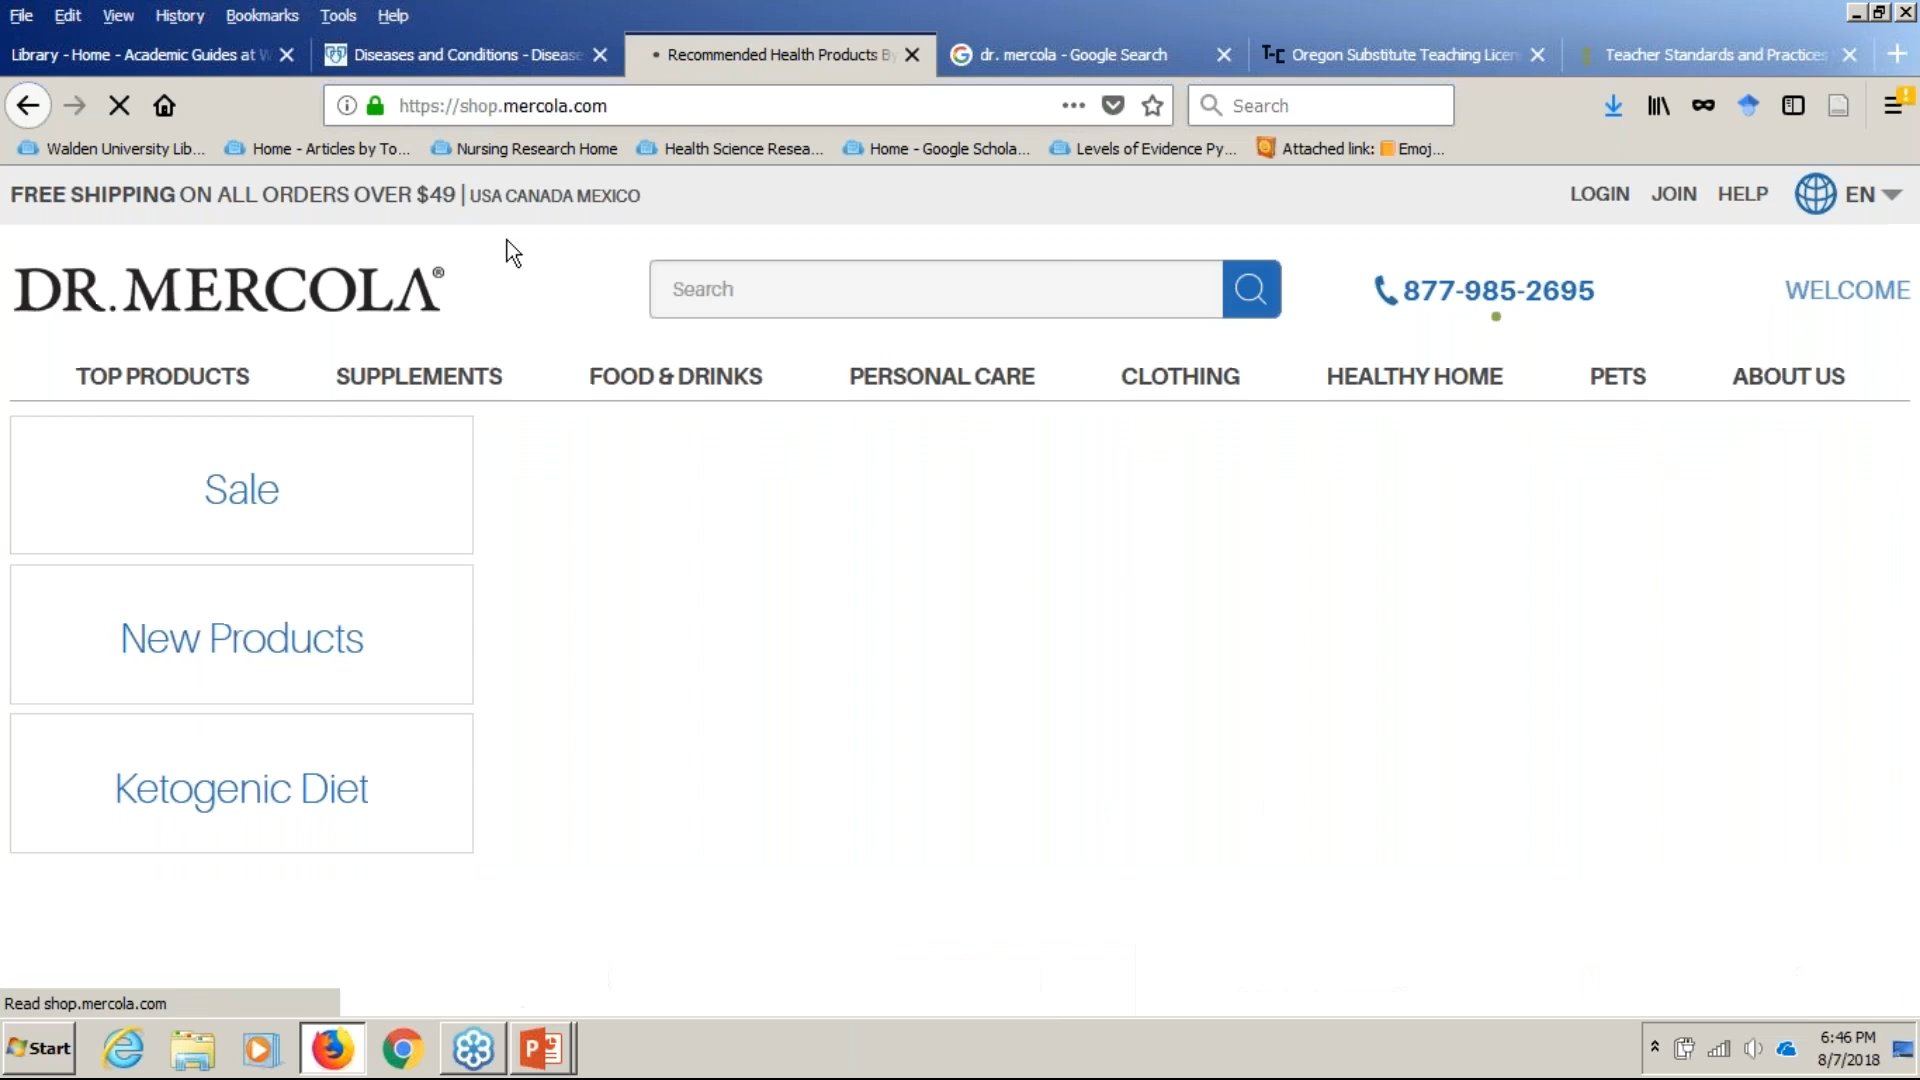 File Edit View History Bookmarks Tools Help
Library - Home - Academic Guides at W
Diseases and Conditions - Disease
Recommended Health Products By
dr. mercola - Google Search
Oregon Substitute Teaching Licen
Teacher Standards and Practices
https://shop.mercola.com
Search
Walden University Lib... Home - Articles by To... Nursing Research Home Health Science Resea... Home - Google Schola... Levels of Evidence Py... Attached link: Emoj...
FREE SHIPPING ON ALL ORDERS OVER $49 | USA CANADA MEXICO
LOGIN JOIN HELP EN
DR. MERCOLA®
Search
877-985-2695
WELCOME
TOP PRODUCTS SUPPLEMENTS FOOD & DRINKS PERSONAL CARE CLOTHING HEALTHY HOME PETS ABOUT US
Sale
New Products
Ketogenic Diet
Read shop.mercola.com
Start
6:46 PM
8/7/2018